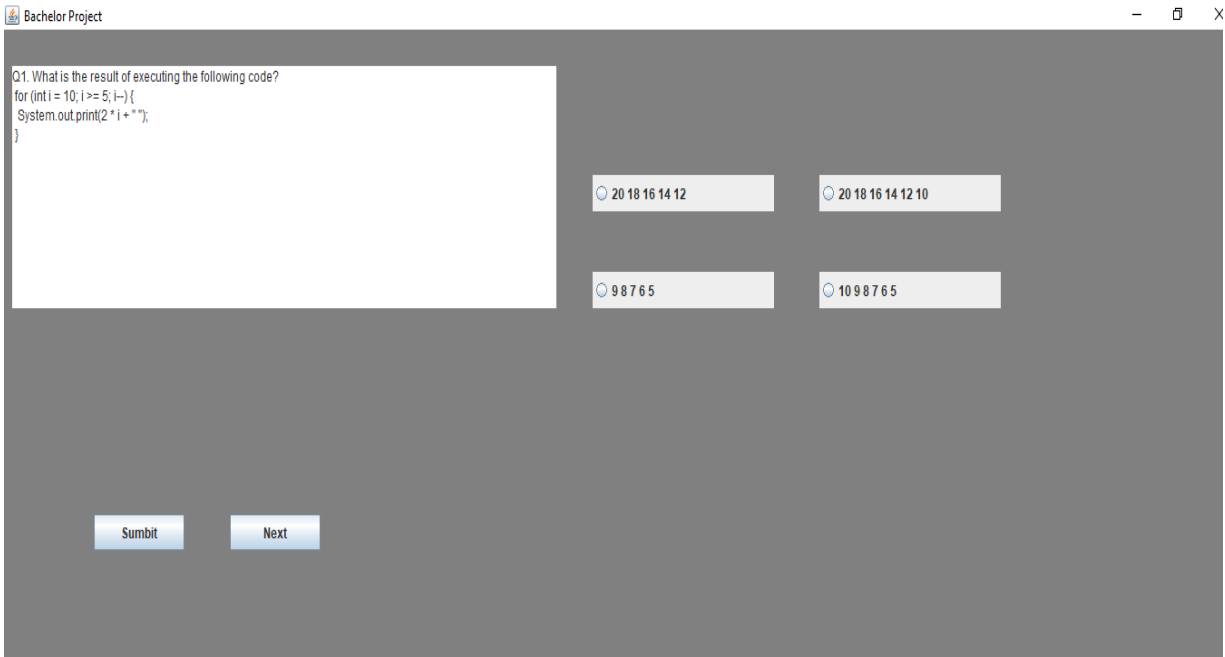 Bachelor Project
Q1. What is the result of executing the following code?
for (int i = 10; i >= 5; i--) {
System.out.print(2 * i + " ");
}
20 18 16 14 12
20 18 16 14 12 10
9 8 7 6 5
10 9 8 7 6 5
Sumbit
Next